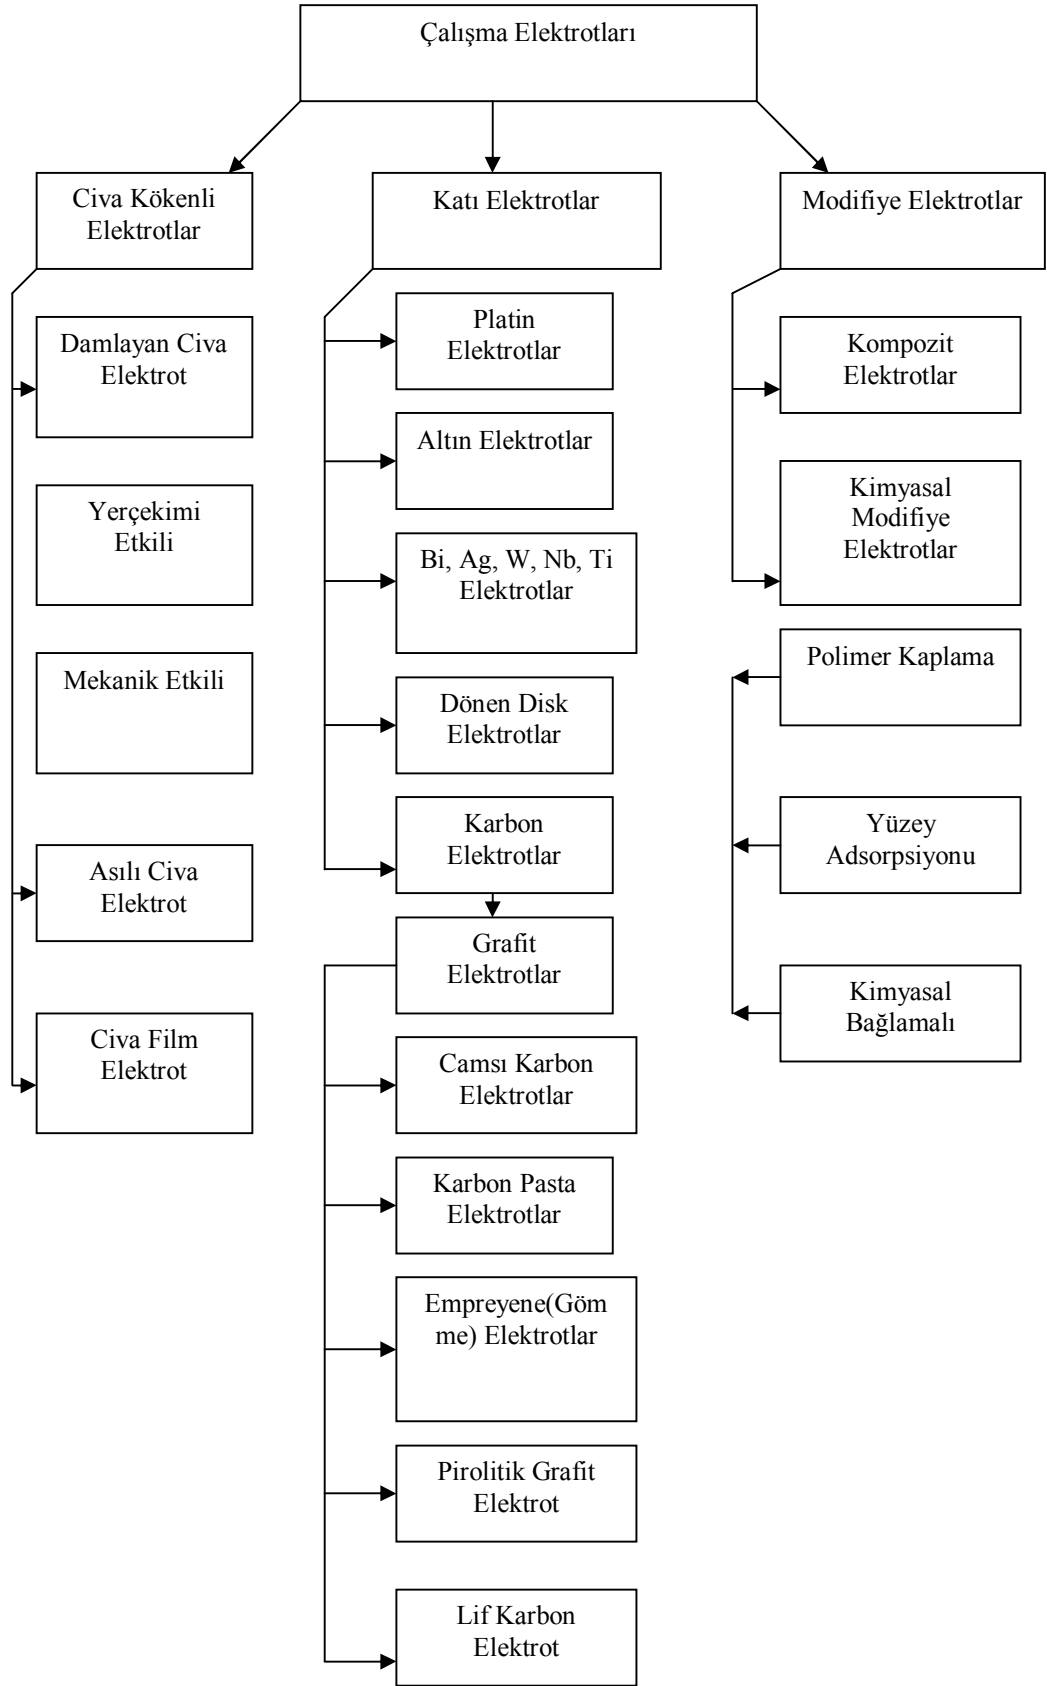 Çalışma Elektrotları
Civa Kökenli
Elektrotlar
Katı Elektrotlar
Modifiye Elektrotlar
Damlayan Civa
Elektrot
Yerçekimi
Etkili
Mekanik Etkili
Asılı Civa
Elektrot
Civa Film
Elektrot
Platin
Elektrotlar
Altın Elektrotlar
Bi, Ag, W, Nb, Ti
Elektrotlar
Dönen Disk
Elektrotlar
Karbon
Elektrotlar
Grafit
Elektrotlar
Camsı Karbon
Elektrotlar
Karbon Pasta
Elektrotlar
Empreyene(Göm
me) Elektrotlar
Pirolitik Grafit
Elektrot
Lif Karbon
Elektrot
Kompozit
Elektrotlar
Kimyasal
Modifiye
Elektrotlar
Polimer Kaplama
Yüzey
Adsorpsiyonu
Kimyasal
Bağlamalı